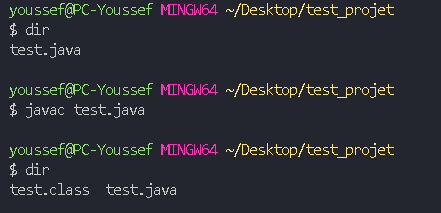 youssef@PC-Youssef MINGW64 ~/Desktop/test_projet
$ dir
test.java
youssef@PC-Youssef MINGW64 ~/Desktop/test_projet
$ javac test.java
youssef@PC-Youssef MINGW64 ~/Desktop/test_projet
$ dir
test.class  test.java